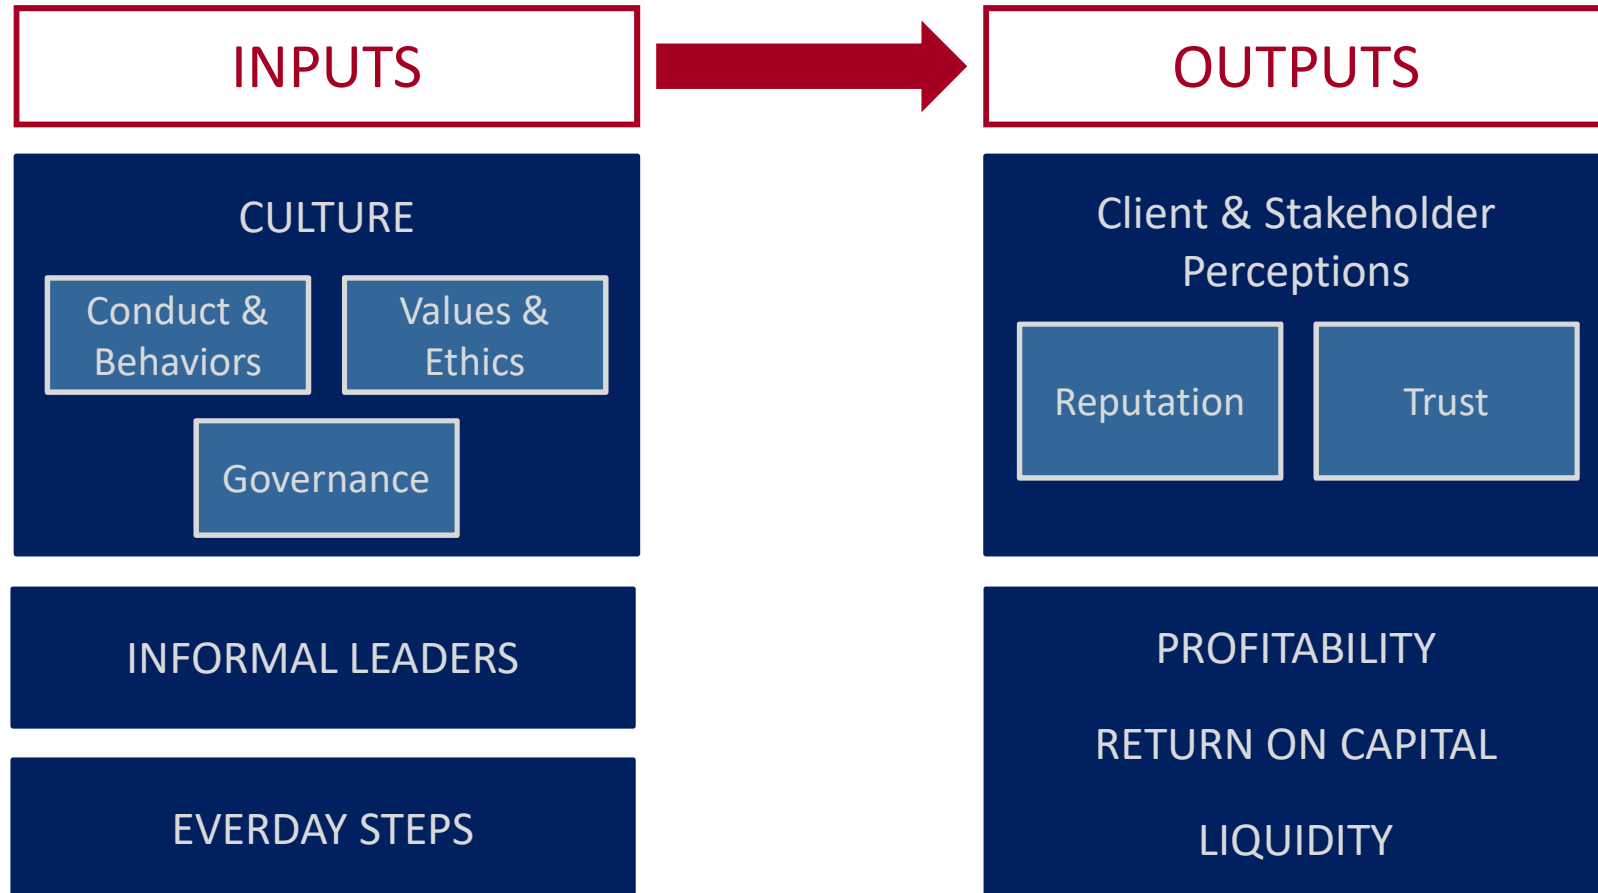 INPUTS
OUTPUTS
CULTURE
Conduct &
Behaviors
Values &
Ethics
Governance
INFORMAL LEADERS
EVERDAY STEPS
Client & Stakeholder
Perceptions
Reputation
Trust
PROFITABILITY
RETURN ON CAPITAL
LIQUIDITY